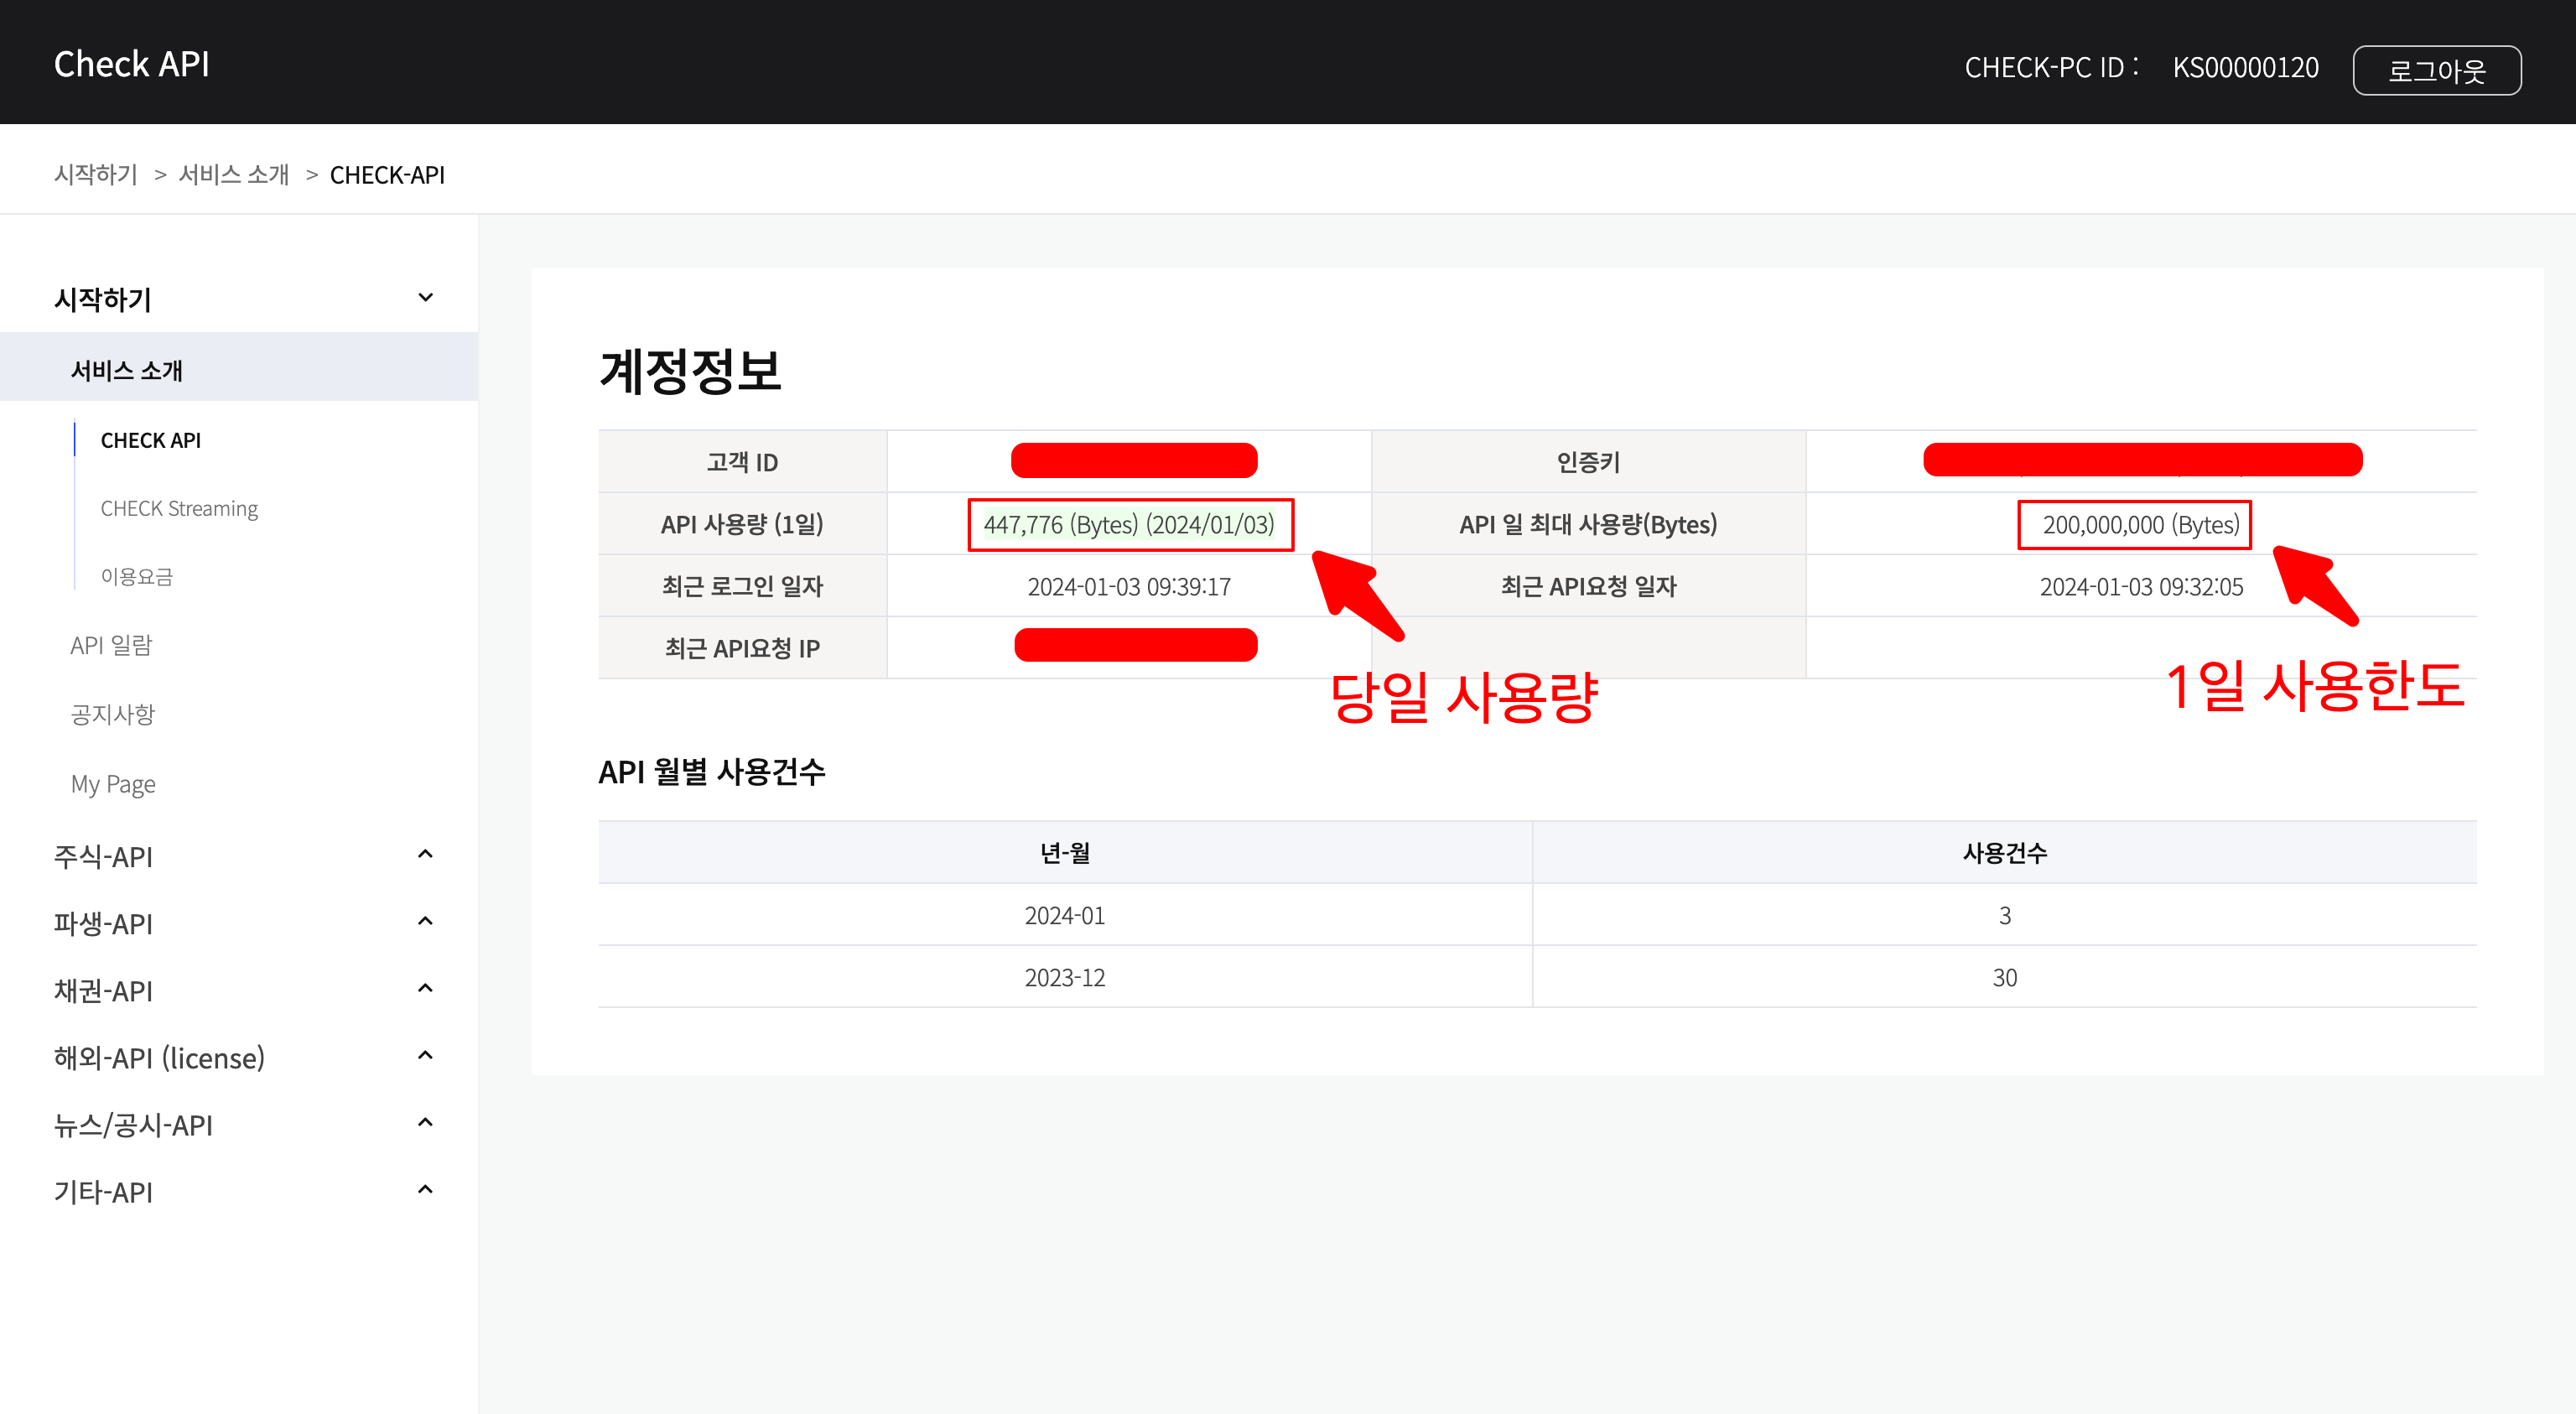 Check API
CHECK-PC ID : KS00000120 로그아웃
시작하기 > 서비스 소개 > CHECK-API
시작하기
서비스 소개
CHECK API
CHECK Streaming
이용요금
API 일람
공지사항
My Page
주식-API
파생-API
채권-API
해외-API (license)
뉴스/공시-API
기타-API
계정정보
고객 ID 인증키
API 사용량 (1일) 447,776 (Bytes) (2024/01/03) API 일 최대 사용량(Bytes) 200,000,000 (Bytes)
최근 로그인 일자 2024-01-03 09:39:17 최근 API요청 일자 2024-01-03 09:32:05
최근 API요청 IP
당일 사용량
1일 사용한도
API 월별 사용건수
년-월 사용건수
2024-01 3
2023-12 30